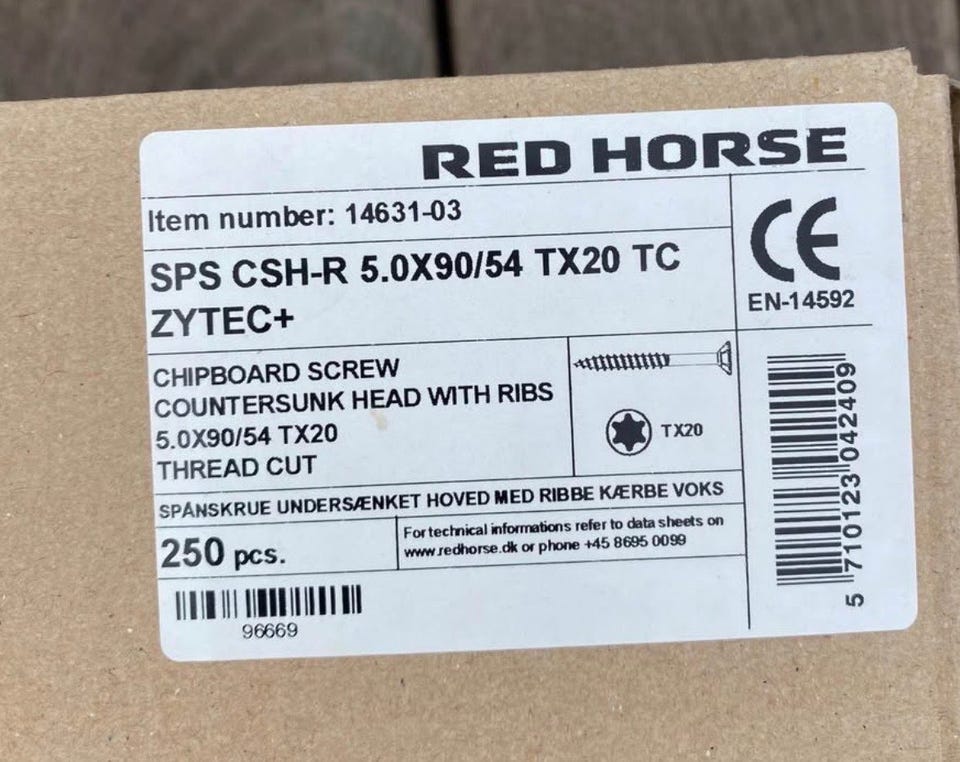 RED HORSE
Item number: 14631-03
SPS CSH-R 5.0X90/54 TX20 TC
ZYTEC+
CE
EN-14592
CHIPBOARD SCREW
COUNTERSUNK HEAD WITH RIBS
5.0X90/54 TX20
THREAD CUT
TX20
SPÅNSKRUE UNDERSÆNKET HOVED MED RIBBE KÆRBE VOKS
250 pcs.
For technical informations refer to data sheets on
www.redhorse.dk or phone +45 8695 0099
96669
5 710123 042409